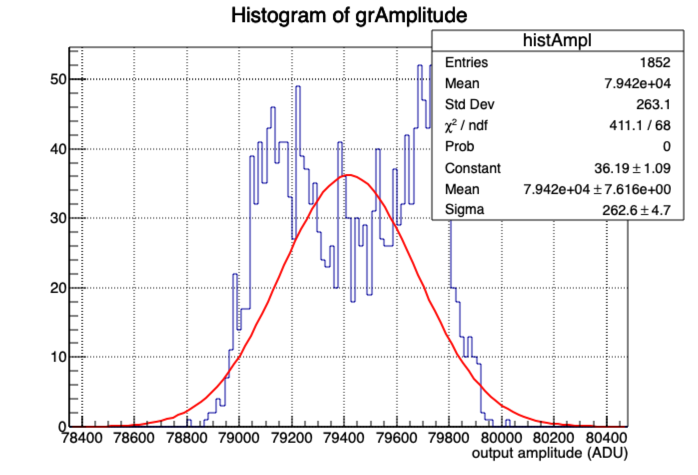 Histogram of grAmplitude
histAmpl
Entries 1852
Mean 7.942e+04
Std Dev 263.1
χ² / ndf 411.1 / 68
Prob 0
Constant 36.19 ± 1.09
Mean 7.942e+04 ± 7.616e+00
Sigma 262.6 ± 4.7
50
40
30
20
10
0
78400 78600 78800 79000 79200 79400 79600 79800 80000 80200 80400
output amplitude (ADU)